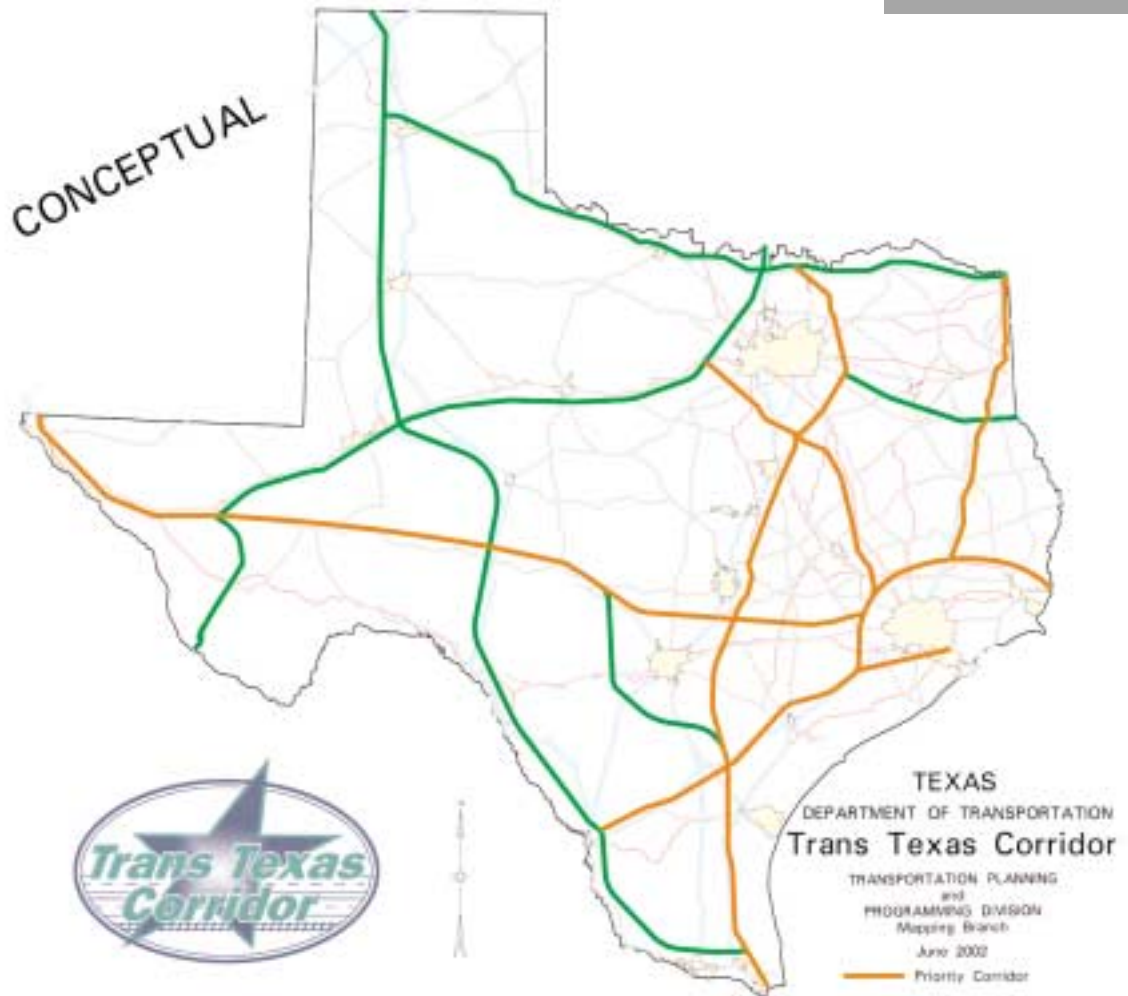 CONCEPTUAL
Trans Texas
Corridor
TEXAS
DEPARTMENT OF TRANSPORTATION
Trans Texas Corridor
TRANSPORTATION PLANNING
and
PROGRAMMING DIVISION
Mapping Branch
June 2002
Priority Corridor